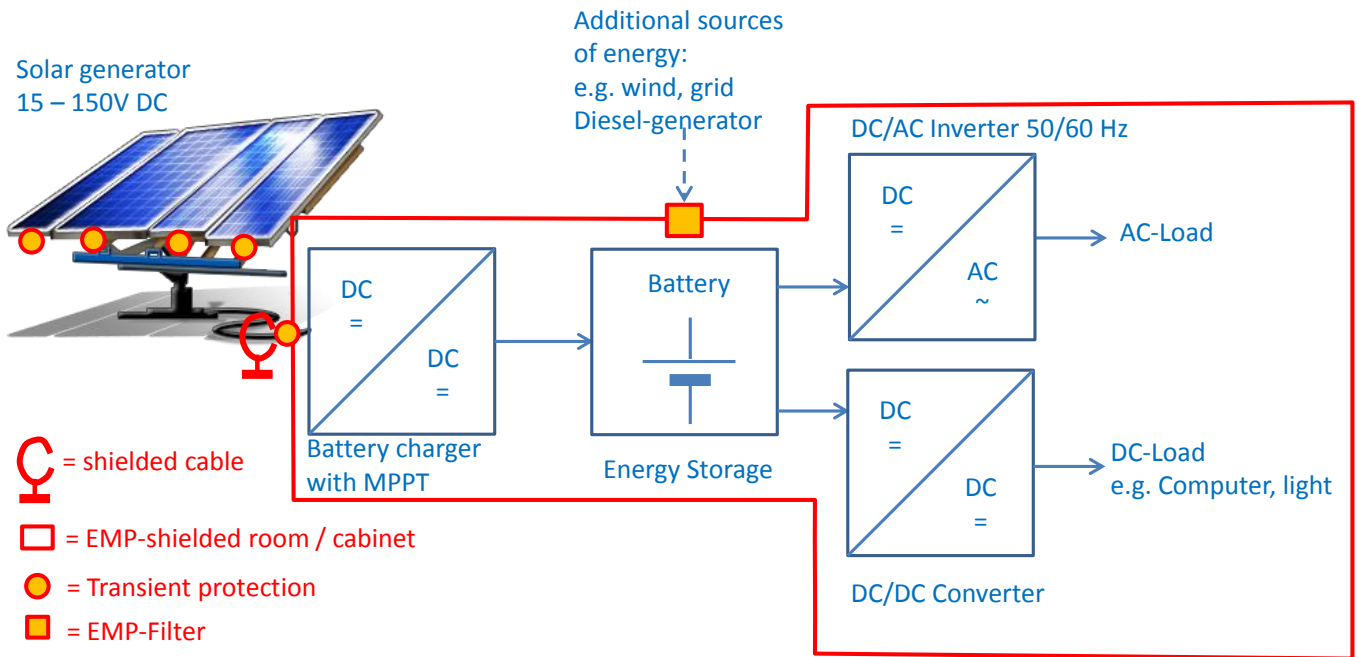 Solar generator
15 – 150V DC
Additional sources
of energy:
e.g. wind, grid
Diesel-generator
DC/AC Inverter 50/60 Hz
DC
=
AC
~
AC-Load
DC
=
DC
=
Battery charger
with MPPT
Battery
Energy Storage
DC
=
DC
=
DC/DC Converter
DC-Load
e.g. Computer, light
= shielded cable
= EMP-shielded room / cabinet
= Transient protection
= EMP-Filter